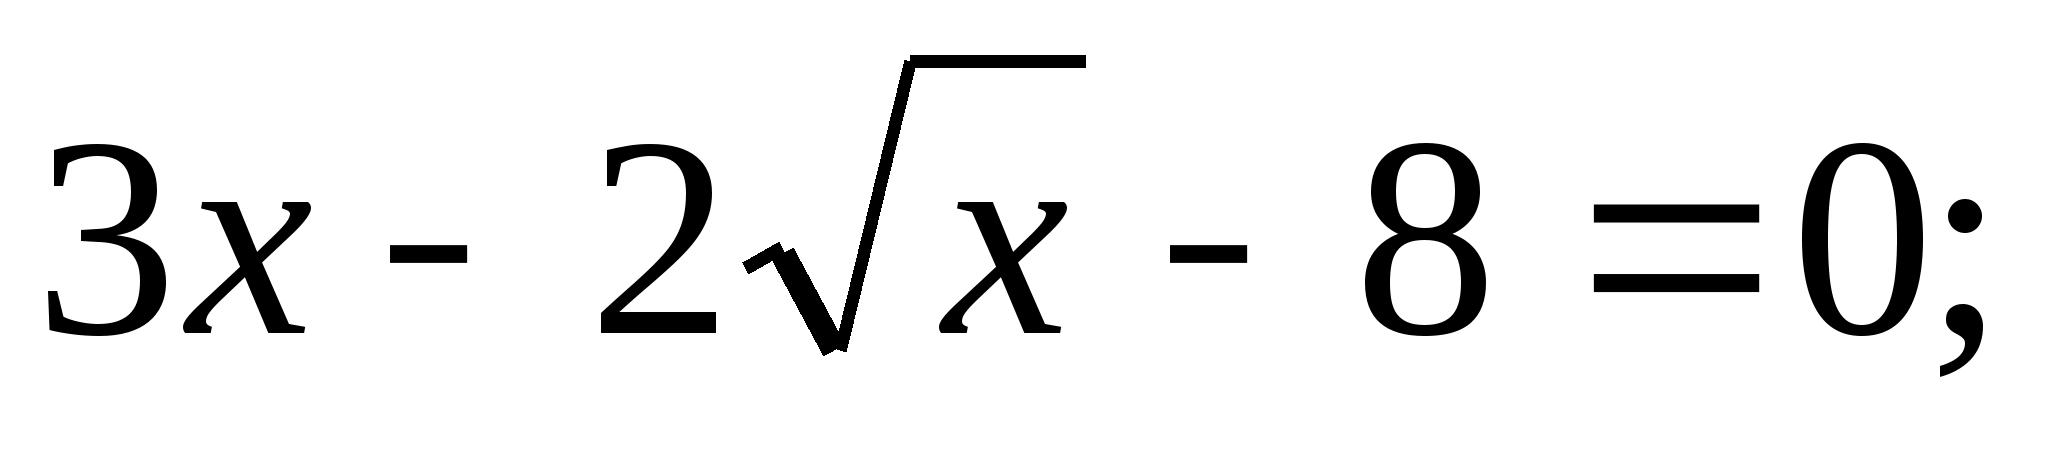 3x - 2√x - 8 =0;